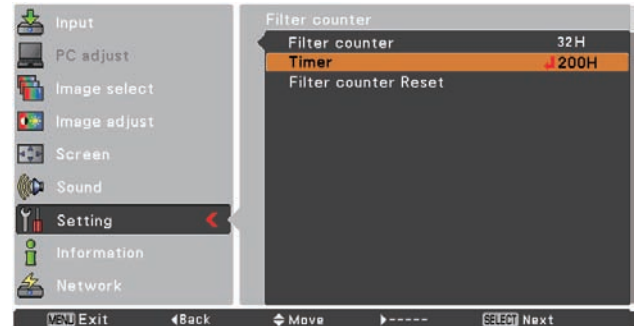 Input
PC adjust
Image select
Image adjust
Screen
Sound
Setting
Information
Network
Filter counter
Filter counter 32H
Timer 200H
Filter counter Reset
MENU Exit ◀Back Move ▶----- SELECT Next